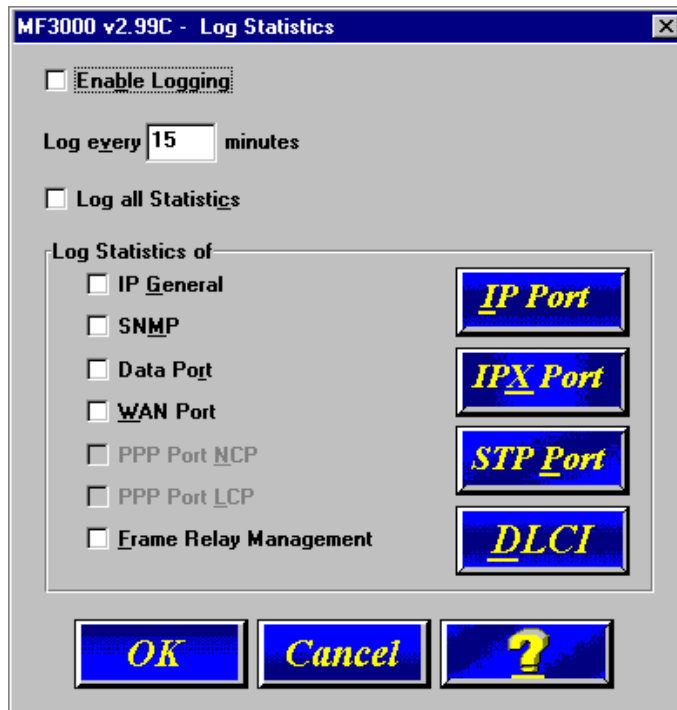 MF3000 v2.99C - Log Statistics
Enable Logging
Log every 15 minutes
Log all Statistics
Log Statistics of
IP General
SNMP
Data Port
WAN Port
PPP Port NCP
PPP Port LCP
Frame Relay Management
IP Port
IPX Port
STP Port
DLCI
OK Cancel ?